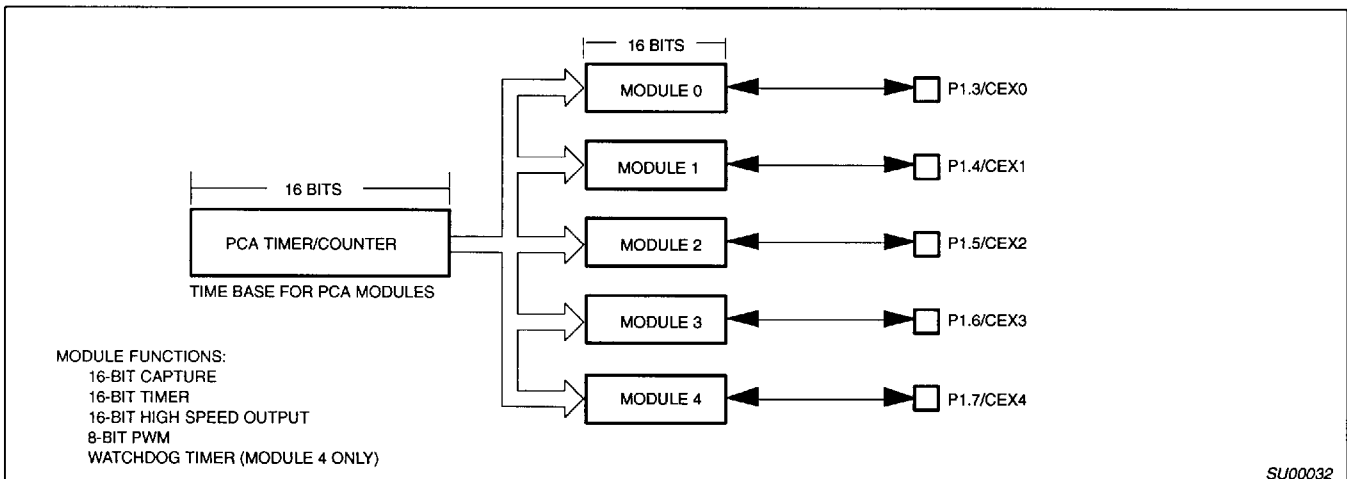 16 BITS
MODULE 0
P1.3/CEX0
MODULE 1
P1.4/CEX1
16 BITS
PCA TIMER/COUNTER
MODULE 2
P1.5/CEX2
TIME BASE FOR PCA MODULES
MODULE 3
P1.6/CEX3
MODULE FUNCTIONS:
16-BIT CAPTURE
16-BIT TIMER
16-BIT HIGH SPEED OUTPUT
8-BIT PWM
WATCHDOG TIMER (MODULE 4 ONLY)
MODULE 4
P1.7/CEX4
SU00032